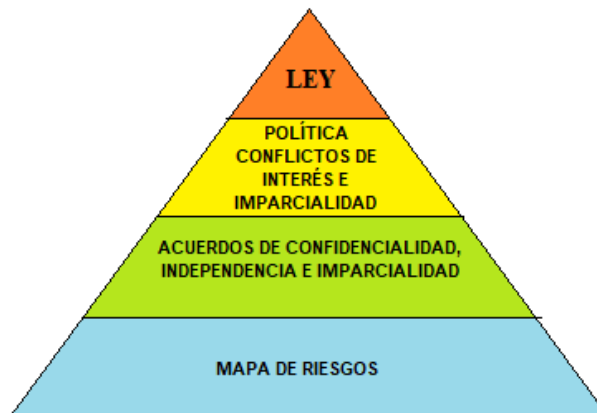 LEY
POLÍTICA
CONFLICTOS DE
INTERÉS E
IMPARCIALIDAD
ACUERDOS DE CONFIDENCIALIDAD,
INDEPENDENCIA E IMPARCIALIDAD
MAPA DE RIESGOS